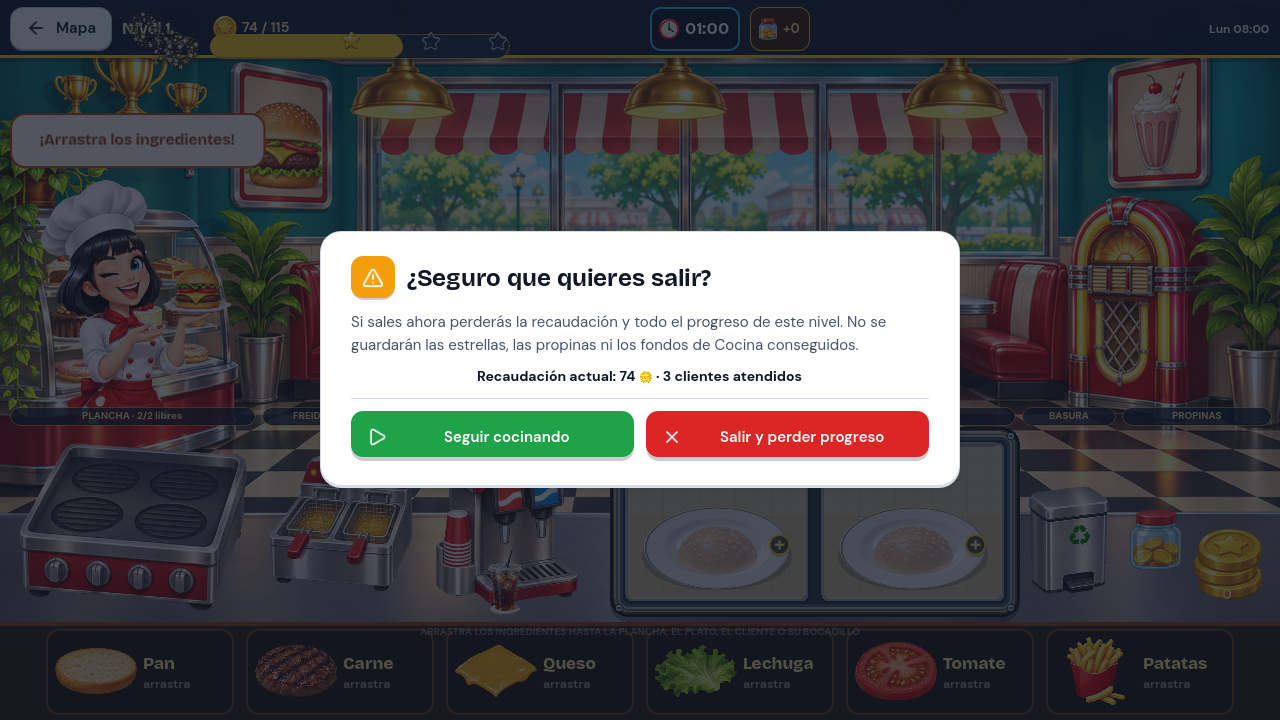 Mapa
Nivel 1
74 / 115
01:00
+0
Lun 08:00
¡Arrastra los ingredientes!
¿Seguro que quieres salir?
Si sales ahora perderás la recaudación y todo el progreso de este nivel. No se
guardarán las estrellas, las propinas ni los fondos de Cocina conseguidos.
Recaudación actual: 74 · 3 clientes atendidos
Seguir cocinando
Salir y perder progreso
PLANCHA · 2/2 libres
BASURA
PROPINAS
0
ARRASTRA LOS INGREDIENTES HASTA LA PLANCHA, EL PLATO, EL CLIENTE O SU BOCADILLO
Pan
arrastra
Carne
arrastra
Queso
arrastra
Lechuga
arrastra
Tomate
arrastra
Patatas
arrastra